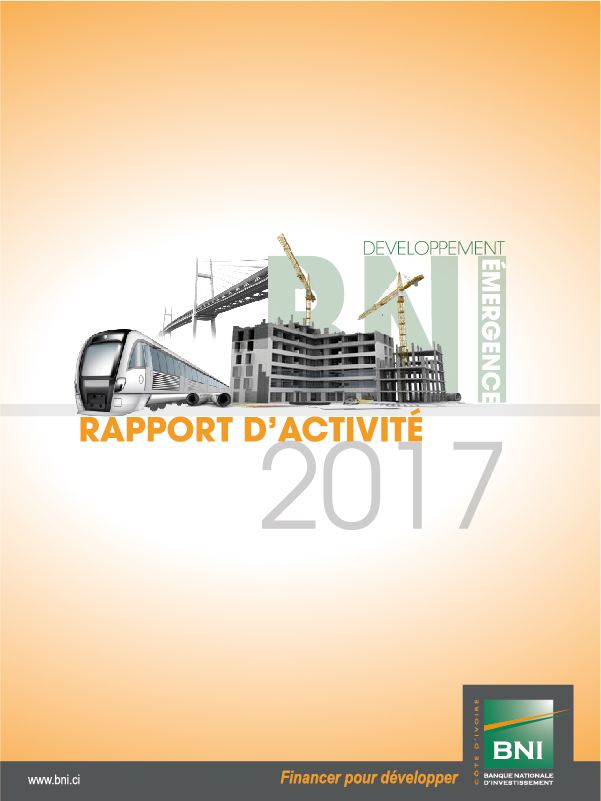 DEVELOPPEMENT
BNI
ÉMERGENCE
RAPPORT D'ACTIVITÉ
2017
CÔTE D'IVOIRE
BNI
BANQUE NATIONALE
D'INVESTISSEMENT
www.bni.ci
Financer pour développer